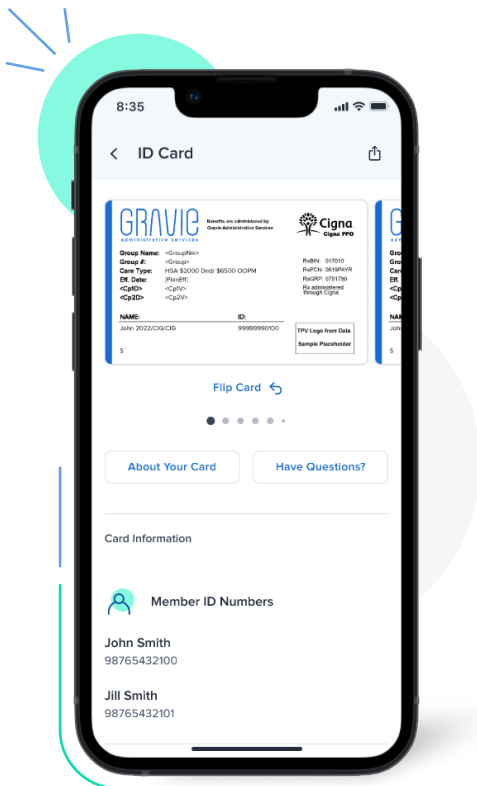 8:35
ID Card
GRAVIE
administrative services
Benefits are administered by
Gravie Administrative Services
Cigna
Cigna PPO
Group Name: <GroupNm>
Group #: <Group>
Care Type: HSA $2000 Dnd/ $6500 OOPM
Eff. Date: [PlanEff]
<Cp1D> <Cp1V>
<Cp2D> <Cp2V>
RxBIN: 017010
RxPCN: 0519PAYR
RxGRP: 0751786
Rx administered
through Cigna
NAME: ID:
John 2022/CIG/CIG 99999990100
S
TPV Logo from Data
Sample Placeholder
Flip Card
About Your Card
Have Questions?
Card Information
Member ID Numbers
John Smith
98765432100
Jill Smith
98765432101